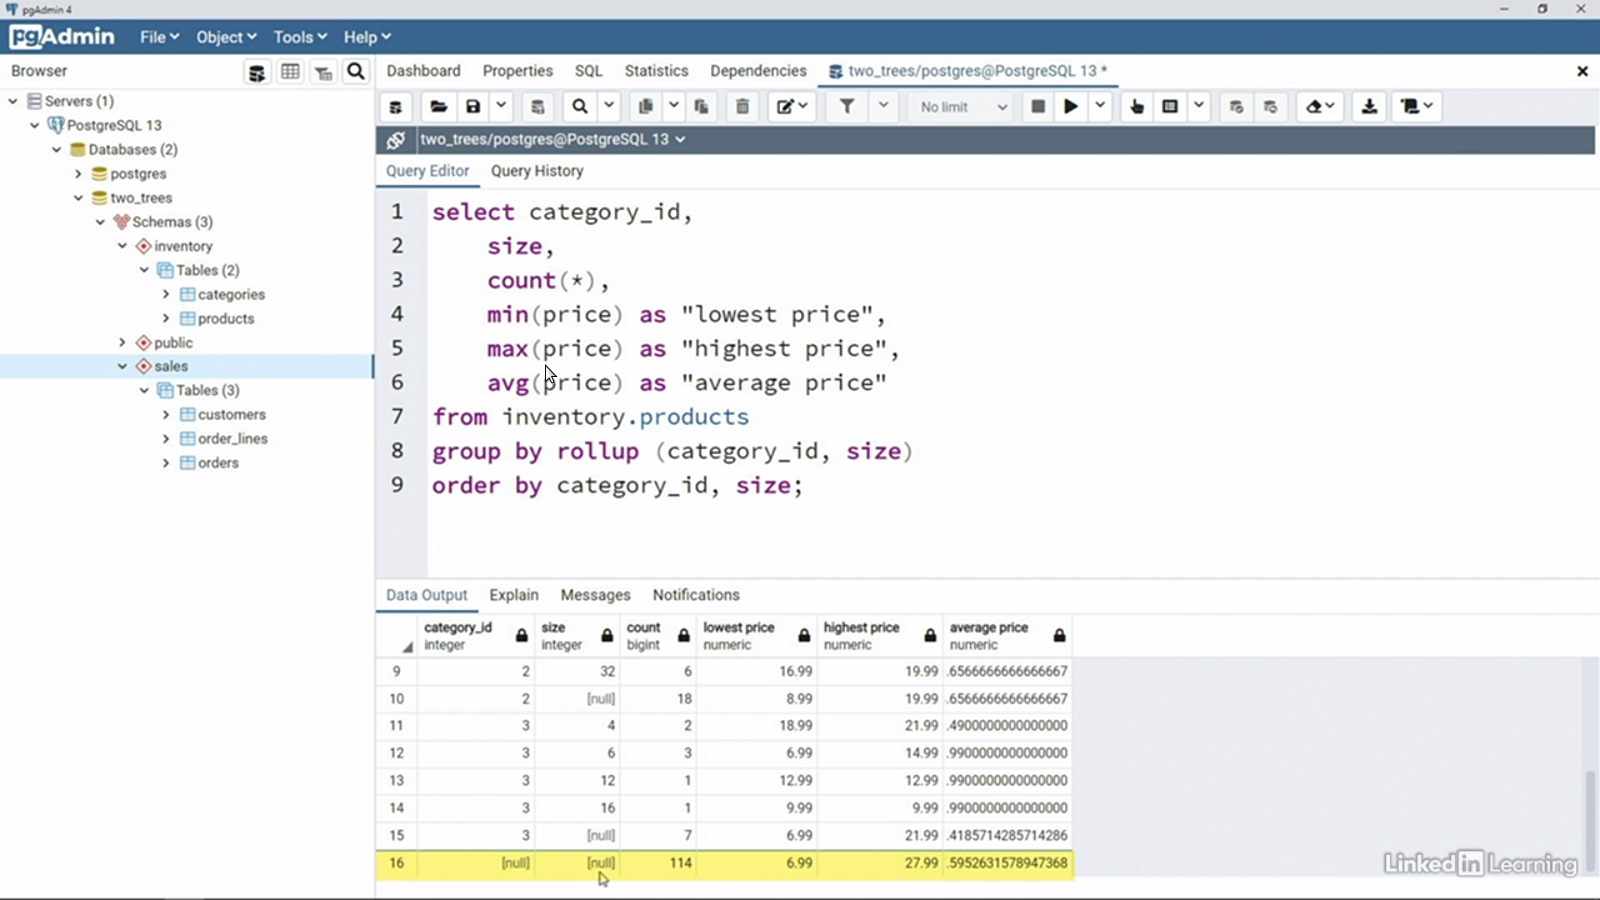 pgAdmin 4
pgAdmin File Object Tools Help
Browser
Dashboard Properties SQL Statistics Dependencies two_trees/postgres@PostgreSQL 13 *
Servers (1)
PostgreSQL 13
Databases (2)
postgres
two_trees
Schemas (3)
inventory
Tables (2)
categories
products
public
sales
Tables (3)
customers
order_lines
orders
No limit
two_trees/postgres@PostgreSQL 13
Query Editor Query History
1 select category_id,
2 size,
3 count(*),
4 min(price) as "lowest price",
5 max(price) as "highest price",
6 avg(price) as "average price"
7 from inventory.products
8 group by rollup (category_id, size)
9 order by category_id, size;
Data Output Explain Messages Notifications
category_id size count lowest price highest price average price
integer integer bigint numeric numeric numeric
9 2 32 6 16.99 19.99 .6566666666666667
10 2 [null] 18 8.99 19.99 .6566666666666667
11 3 4 2 18.99 21.99 .4900000000000000
12 3 6 3 6.99 14.99 .9900000000000000
13 3 12 1 12.99 12.99 .9900000000000000
14 3 16 1 9.99 9.99 .9900000000000000
15 3 [null] 7 6.99 21.99 .4185714285714286
16 [null] [null] 114 6.99 27.99 .5952631578947368
Linked in Learning